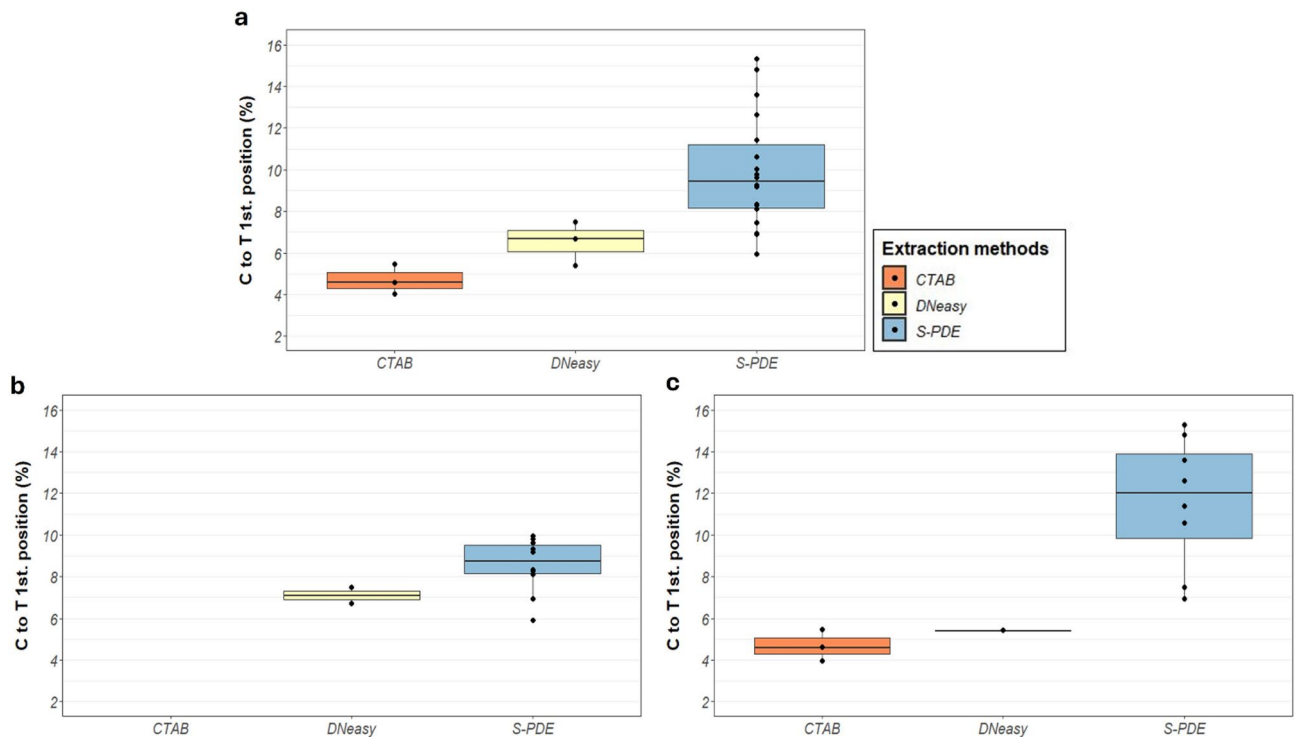 a
C to T 1st. position (%)
16
14
12
10
8
6
4
2
CTAB
DNeasy
S-PDE
Extraction methods
CTAB
DNeasy
S-PDE
b
C to T 1st. position (%)
16
14
12
10
8
6
4
2
CTAB
DNeasy
S-PDE
c
C to T 1st. position (%)
16
14
12
10
8
6
4
2
CTAB
DNeasy
S-PDE